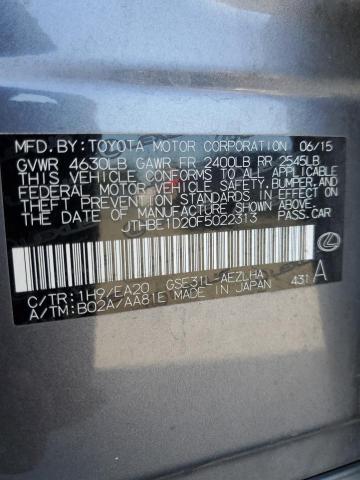 MFD. BY: TOYOTA MOTOR CORPORATION 06/15
GVWR 4630LB GAWR FR 2400LB RR 2545LB
THIS VEHICLE CONFORMS TO ALL APPLICABLE
FEDERAL MOTOR VEHICLE SAFETY, BUMPER, AND
THEFT PREVENTION STANDARDS IN EFFECT ON
THE DATE OF MANUFACTURE SHOWN ABOVE.
JTHBE1D20F5022313 PASS. CAR
C/TR: 1H9/EA20 GSE31L-AEZLHA A
A/TM: B02A/AA81E MADE IN JAPAN 431